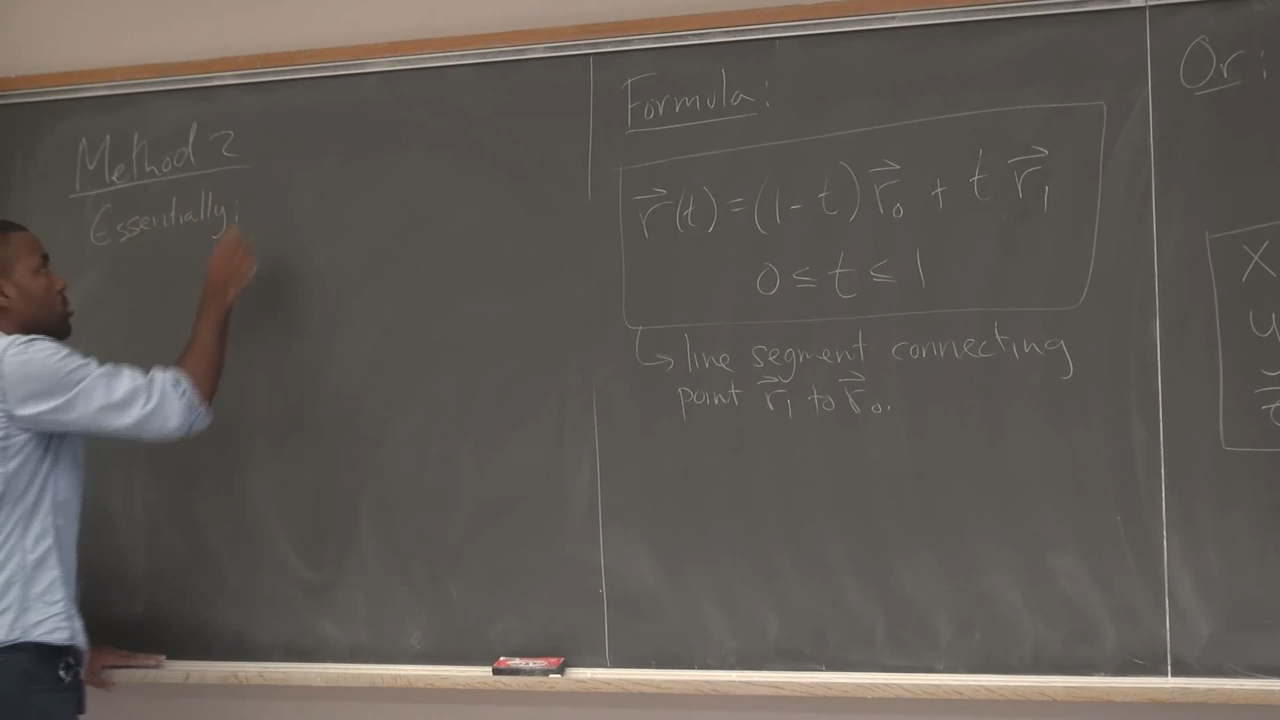 Method 2
Essentially:
Formula:
r⃗(t) = (1 - t) r⃗₀ + t r⃗₁
0 ≤ t ≤ 1
↳ line segment connecting
point r⃗₁ to r⃗₀.
Or:
X
y